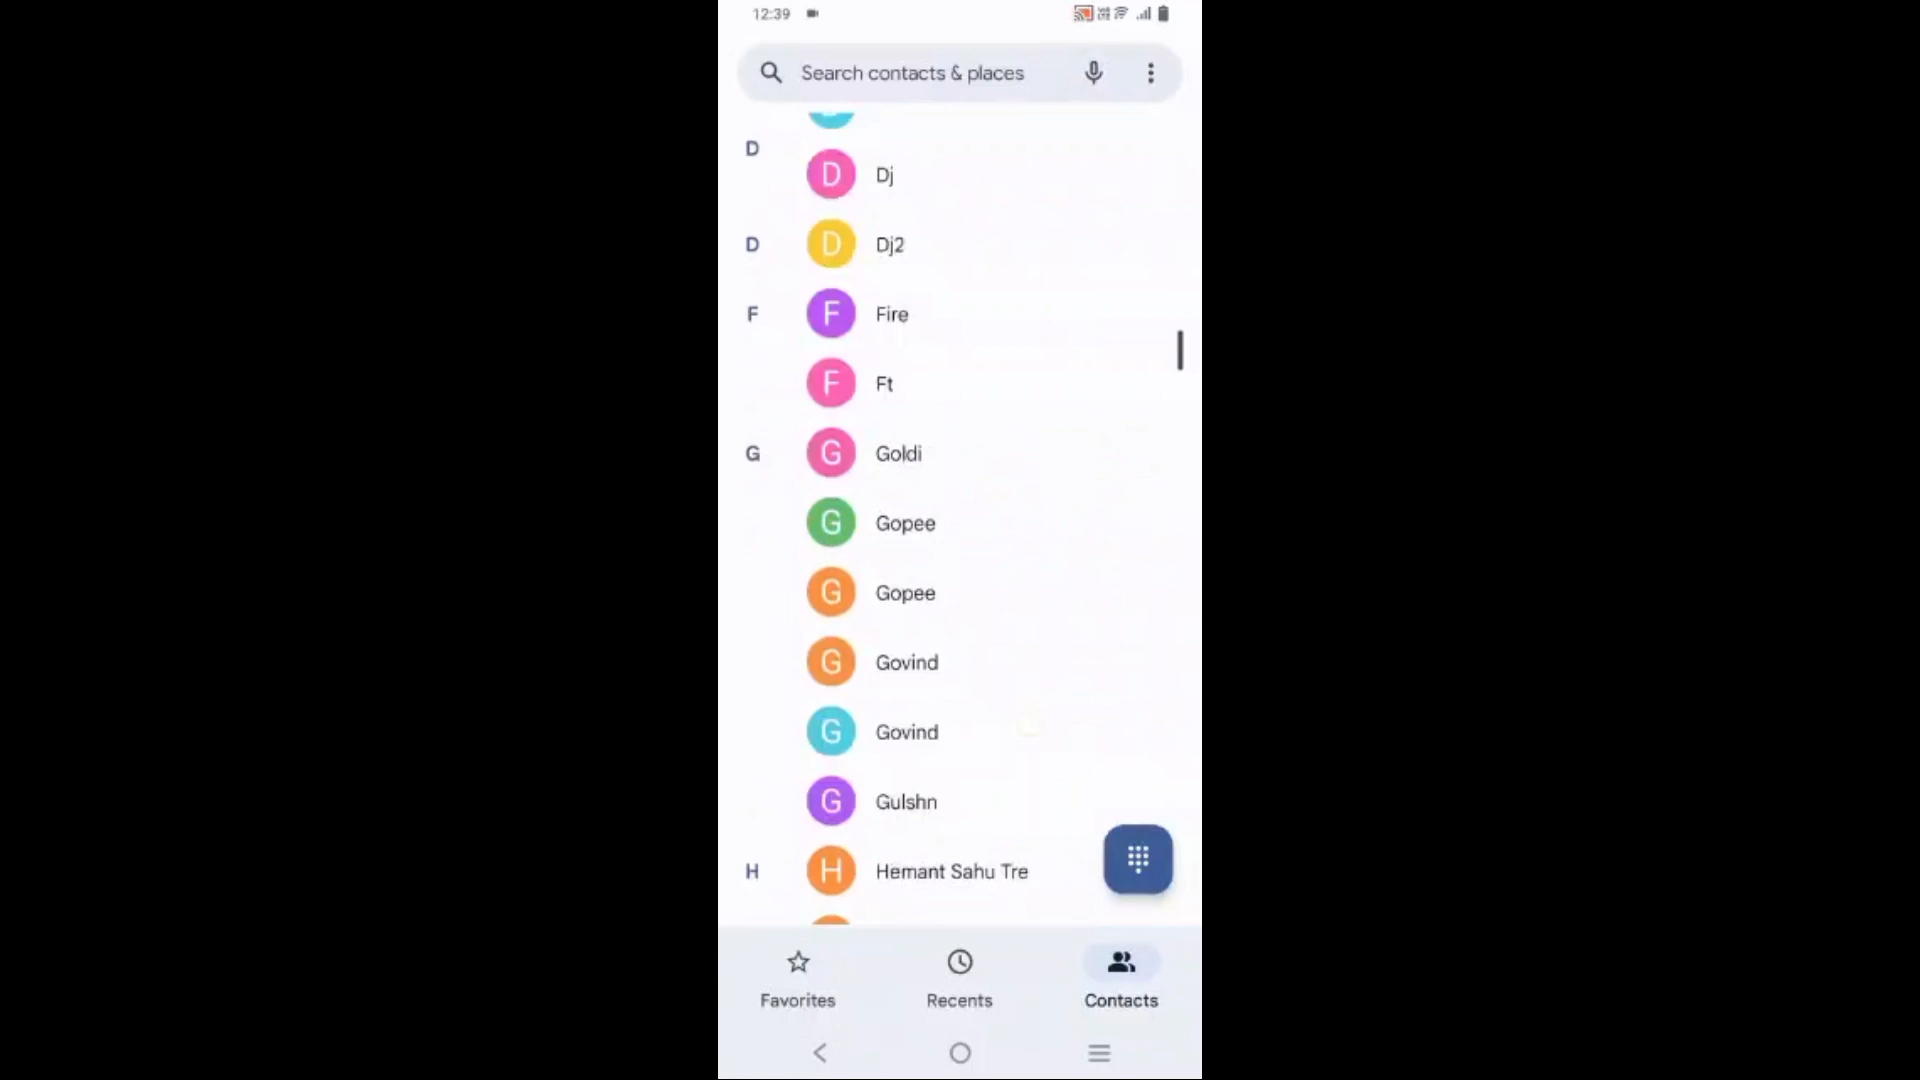 12:39
Search contacts & places
D
D Dj
D D Dj2
F F Fire
F Ft
G G Goldi
G Gopee
G Gopee
G Govind
G Govind
G Gulshn
H H Hemant Sahu Tre
Favorites Recents Contacts